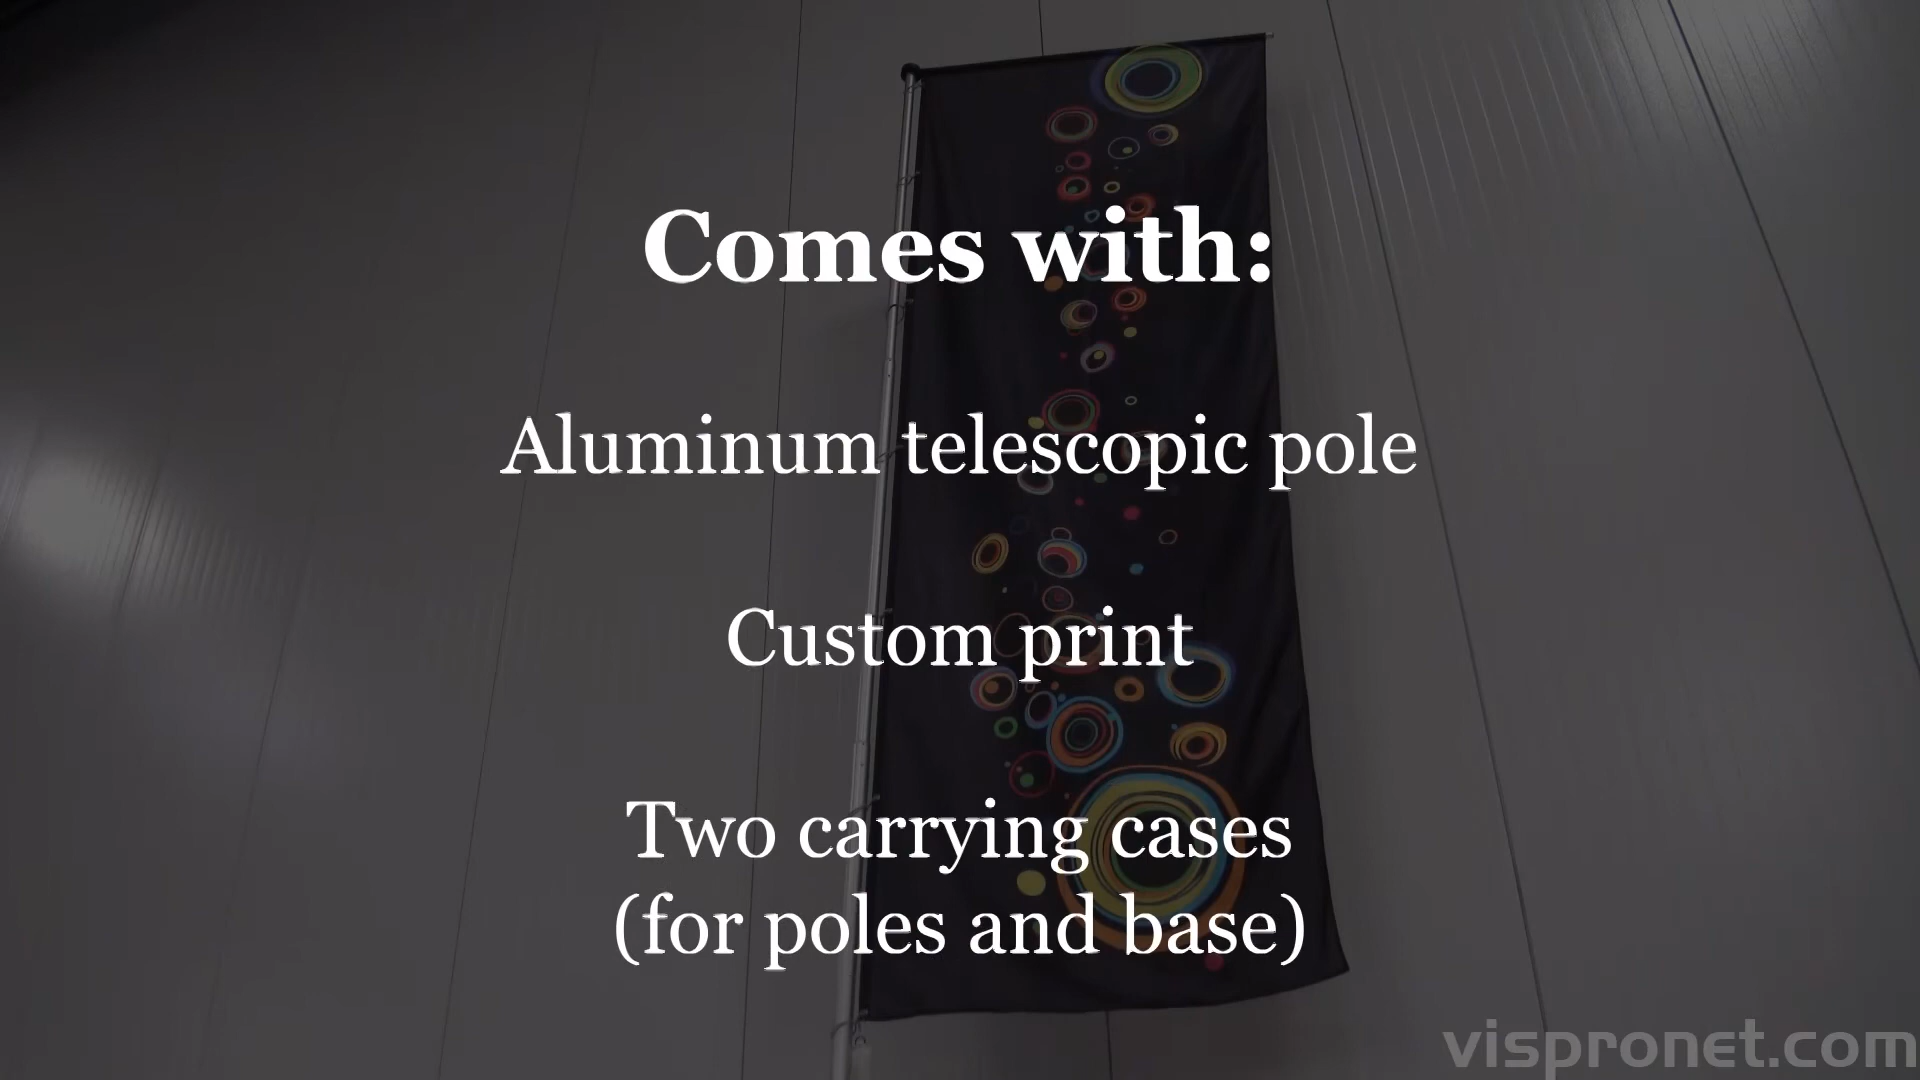 Comes with:
Aluminum telescopic pole
Custom print
Two carrying cases
(for poles and base)
vispronet.com